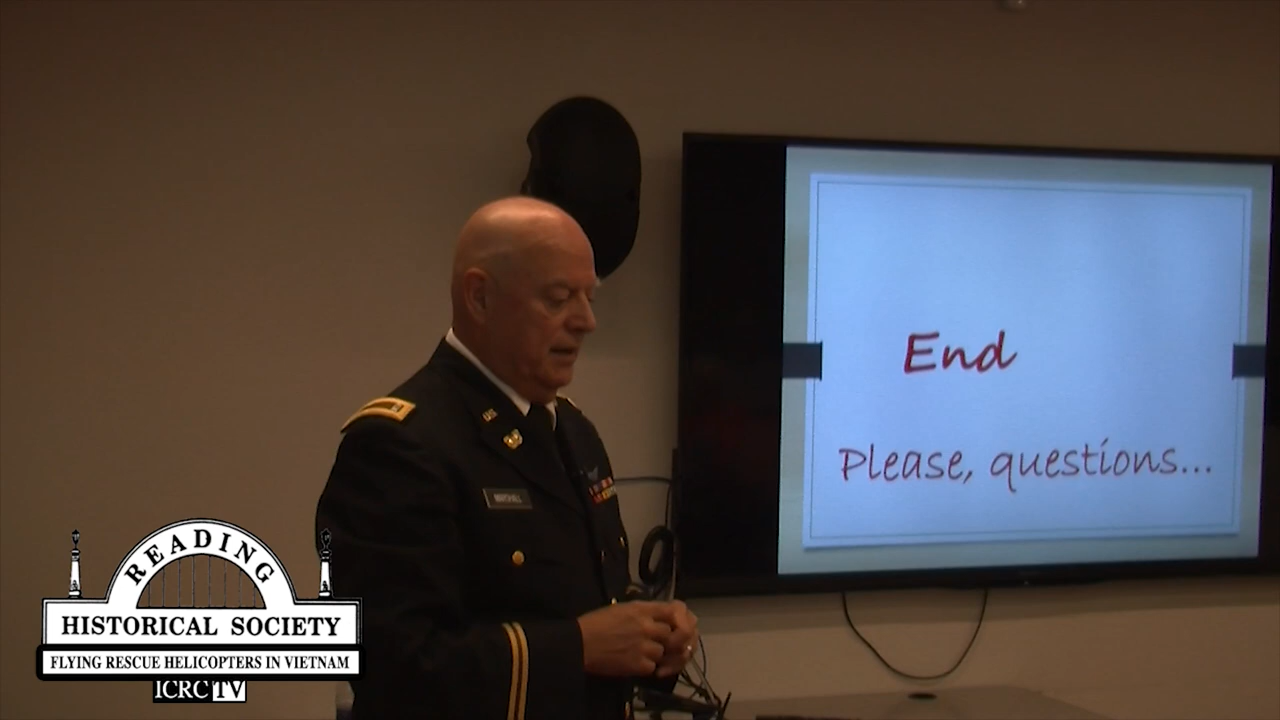 End
Please, questions...
READING
HISTORICAL SOCIETY
FLYING RESCUE HELICOPTERS IN VIETNAM
ICRC TV